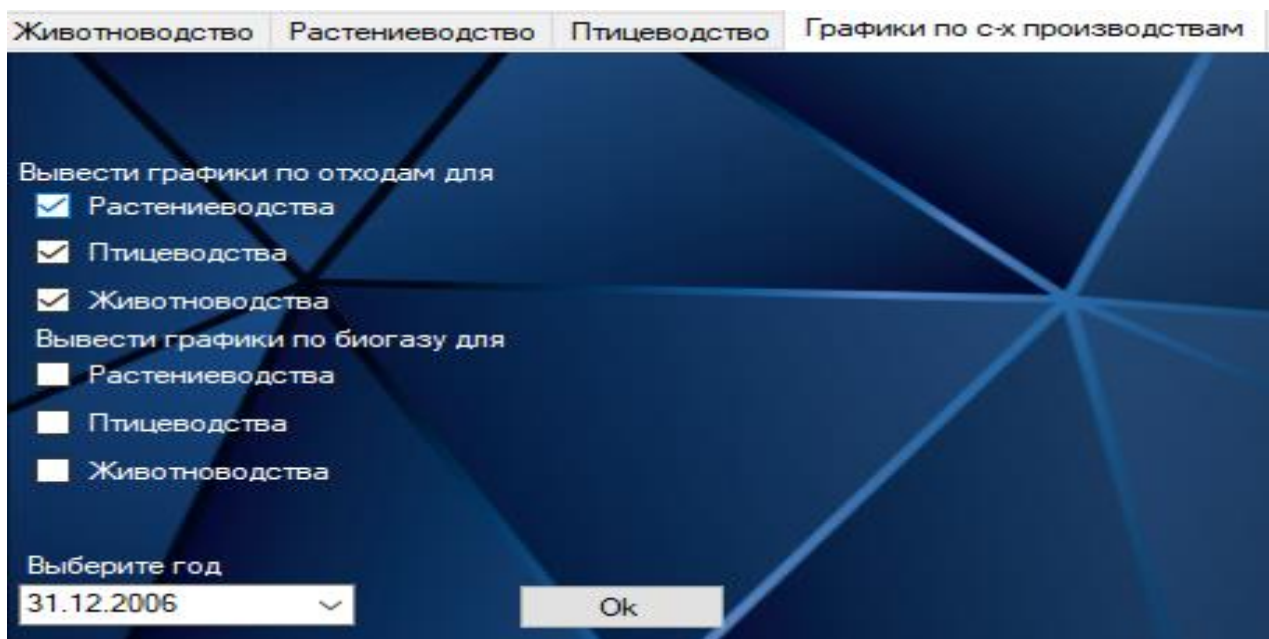 Животноводство Растениеводство Птицеводство Графики по с-х производствам
Вывести графики по отходам для
Растениеводства
Птицеводства
Животноводства
Вывести графики по биогазу для
Растениеводства
Птицеводства
Животноводства
Выберите год
31.12.2006
Ok